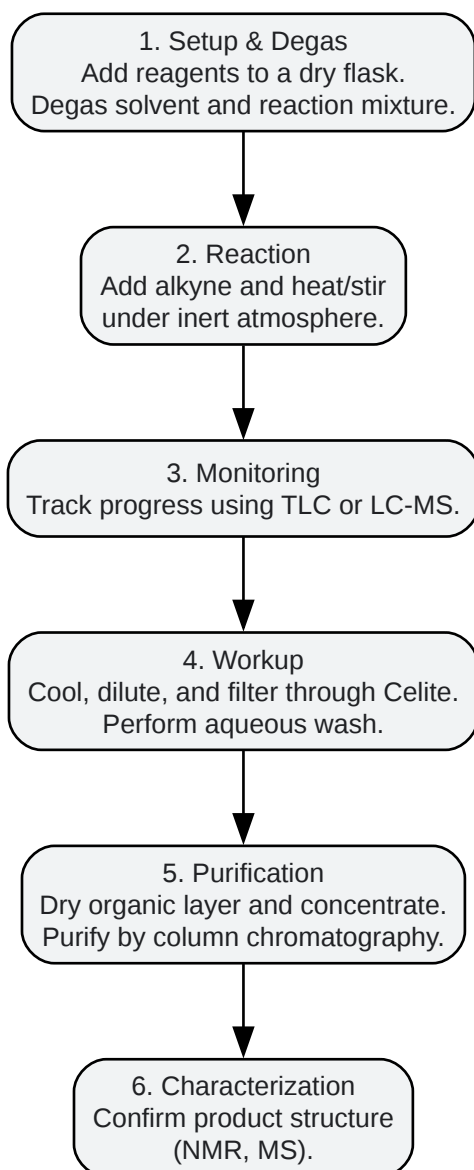 1. Setup & Degas
Add reagents to a dry flask.
Degas solvent and reaction mixture.
2. Reaction
Add alkyne and heat/stir
under inert atmosphere.
3. Monitoring
Track progress using TLC or LC-MS.
4. Workup
Cool, dilute, and filter through Celite.
Perform aqueous wash.
5. Purification
Dry organic layer and concentrate.
Purify by column chromatography.
6. Characterization
Confirm product structure
(NMR, MS).